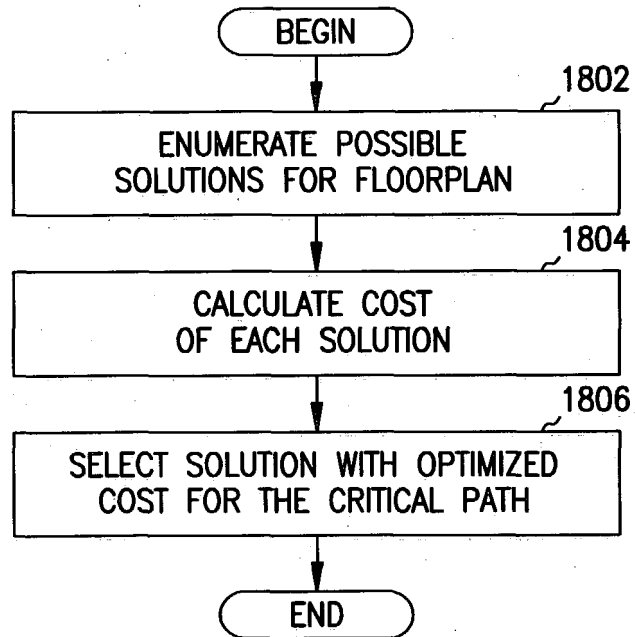 BEGIN
1802
ENUMERATE POSSIBLE
SOLUTIONS FOR FLOORPLAN
1804
CALCULATE COST
OF EACH SOLUTION
1806
SELECT SOLUTION WITH OPTIMIZED
COST FOR THE CRITICAL PATH
END